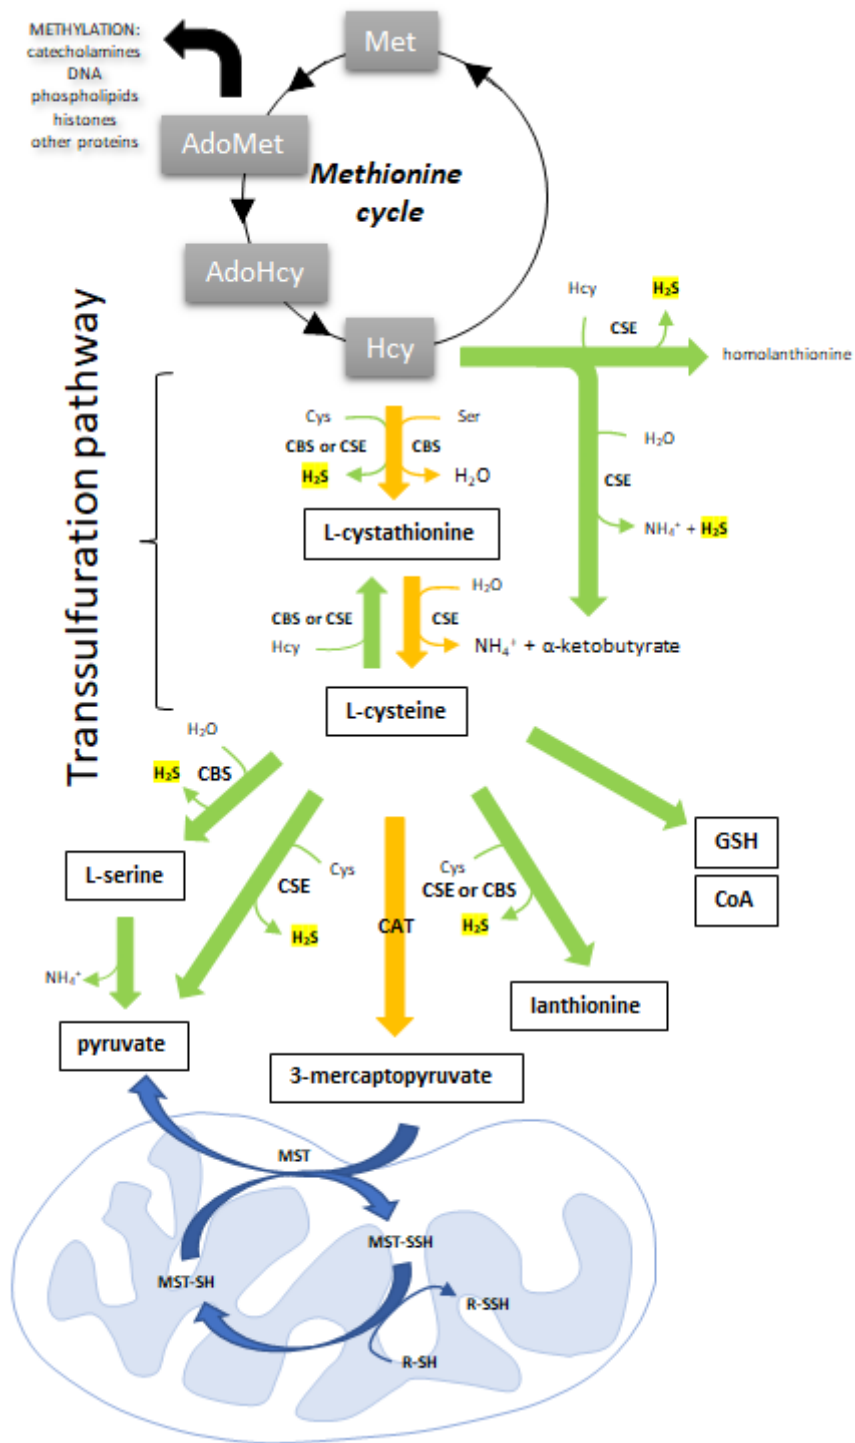 METHYLATION:
catecholamines
DNA
phospholipids
histones
other proteins
Met
AdoMet
Methionine
cycle
AdoHcy
Hcy
Transsulfuration pathway
Hcy
H₂S
CSE
homolanthionine
H₂O
CSE
NH₄⁺ + H₂S
Cys
Ser
CBS or CSE
CBS
H₂S
H₂O
L-cystathionine
H₂O
CBS or CSE
CSE
Hcy
NH₄⁺ + α-ketobutyrate
L-cysteine
H₂O
H₂S
CBS
L-serine
NH₄⁺
Cys
CSE
H₂S
CAT
Cys
CSE or CBS
H₂S
GSH
CoA
lanthionine
pyruvate
3-mercaptopyruvate
MST
MST-SSH
MST-SH
R-SSH
R-SH